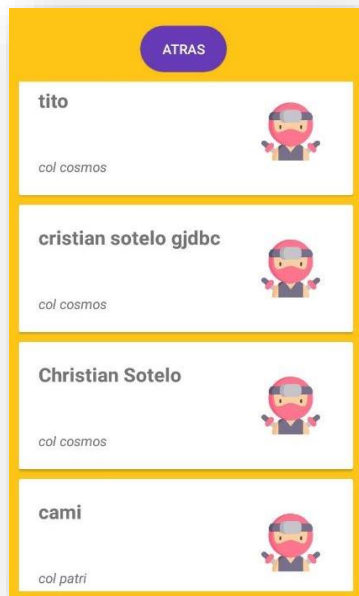 ATRAS
tito
col cosmos
cristian sotelo gjdbc
col cosmos
Christian Sotelo
col cosmos
cami
col patri